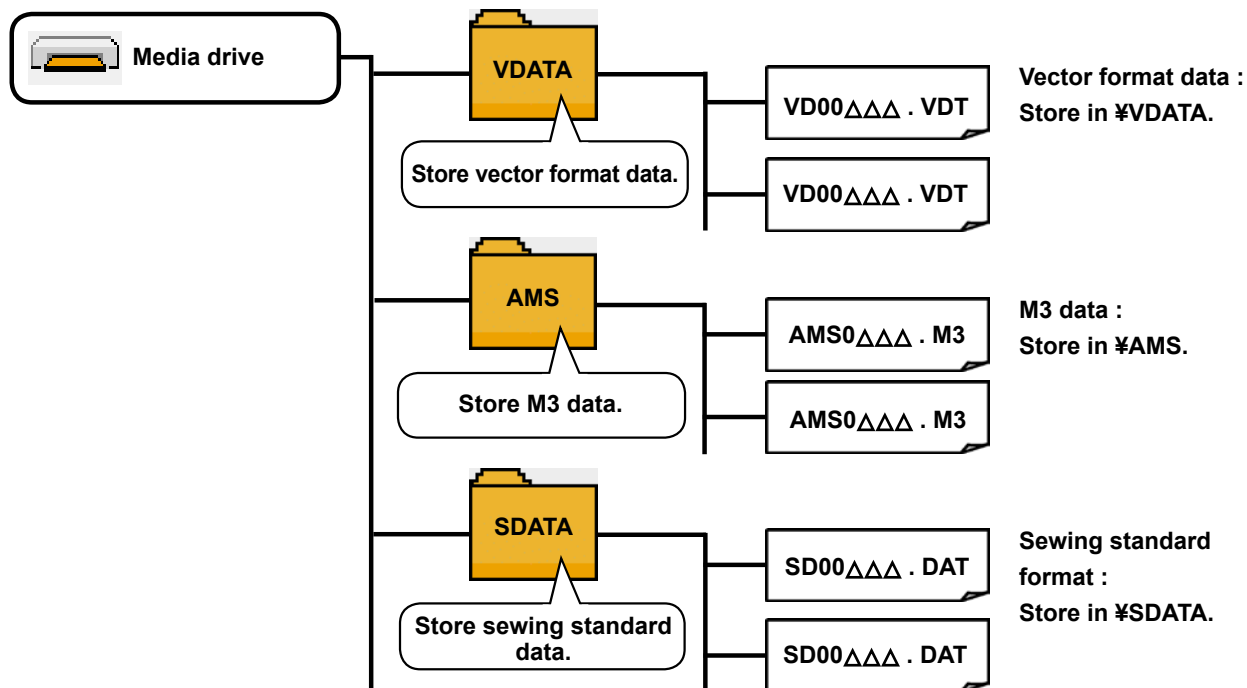 Media drive
VDATA
Store vector format data.
VD00△△△ . VDT
VD00△△△ . VDT
Vector format data :
Store in ¥VDATA.
AMS
Store M3 data.
AMS0△△△ . M3
AMS0△△△ . M3
M3 data :
Store in ¥AMS.
SDATA
Store sewing standard
data.
SD00△△△ . DAT
SD00△△△ . DAT
Sewing standard
format :
Store in ¥SDATA.